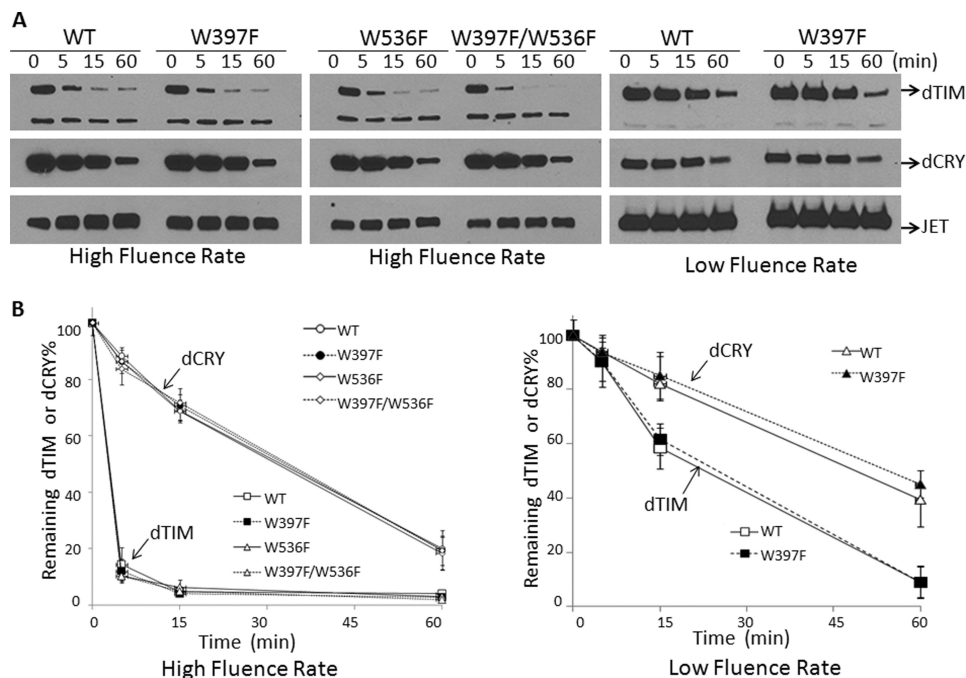 A
WT W397F W536F W397F/W536F WT W397F
0 5 15 60 0 5 15 60 0 5 15 60 0 5 15 60 0 5 15 60 0 5 15 60 (min)
dTIM
dCRY
JET
High Fluence Rate High Fluence Rate Low Fluence Rate
B
Remaining dTIM or dCRY%
100
80
60
40
20
0
0 15 30 45 60
Time (min)
High Fluence Rate
dCRY
WT
W397F
W536F
W397F/W536F
dTIM
WT
W397F
W536F
W397F/W536F
Remaining dTIM or dCRY%
100
80
60
40
20
0
0 15 30 45 60
Time (min)
Low Fluence Rate
dCRY
WT
W397F
dTIM
WT
W397F